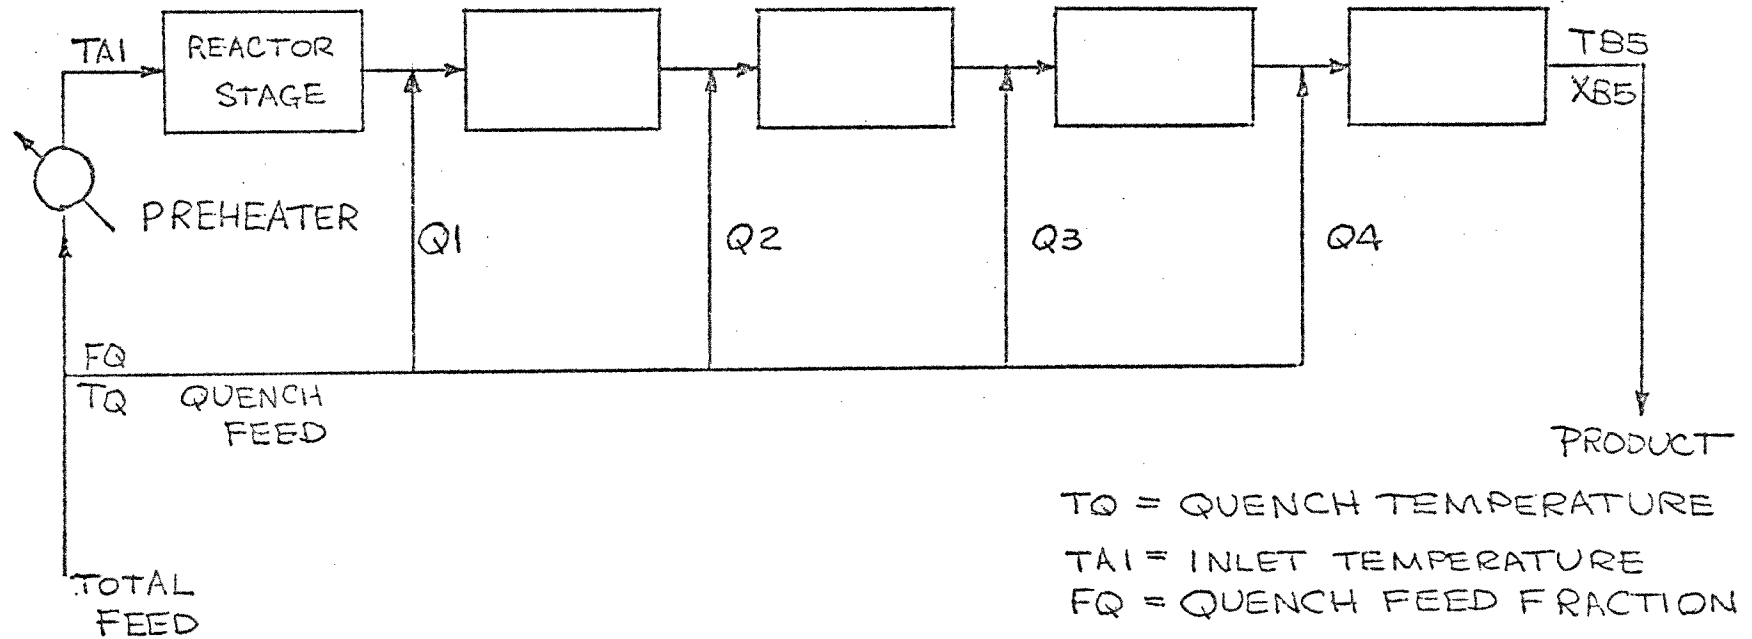 TA1
REACTOR
STAGE
TB5
XB5
PREHEATER
Q1
Q2
Q3
Q4
FQ
TQ
QUENCH
FEED
PRODUCT
TQ = QUENCH TEMPERATURE
TA1 = INLET TEMPERATURE
FQ = QUENCH FEED FRACTION
TOTAL
FEED